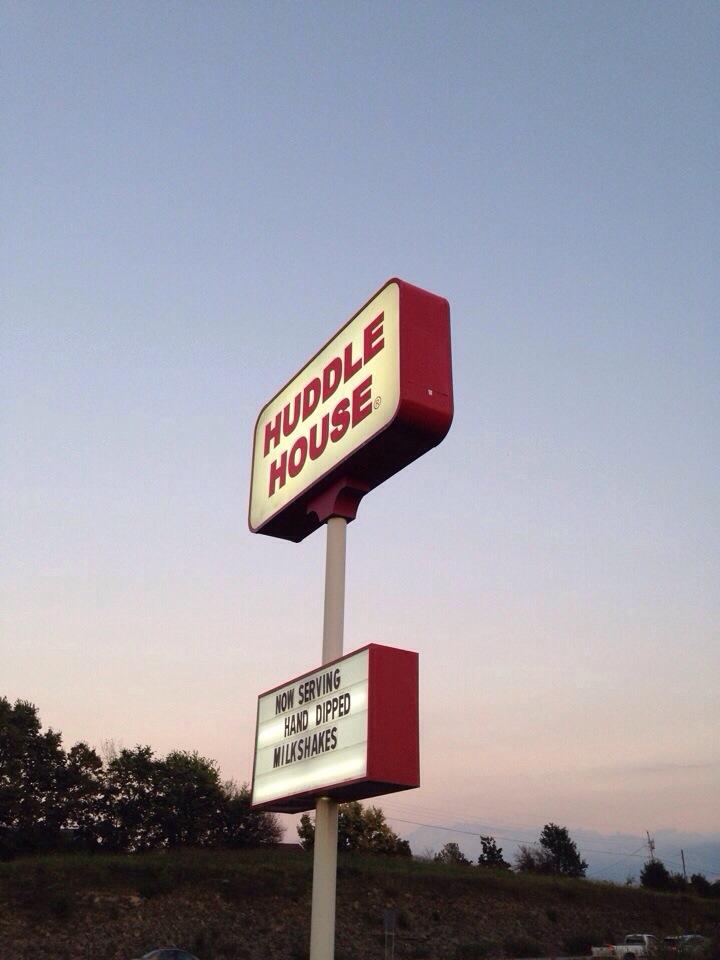 HUDDLE
HOUSE®
NOW SERVING
HAND DIPPED
MILKSHAKES